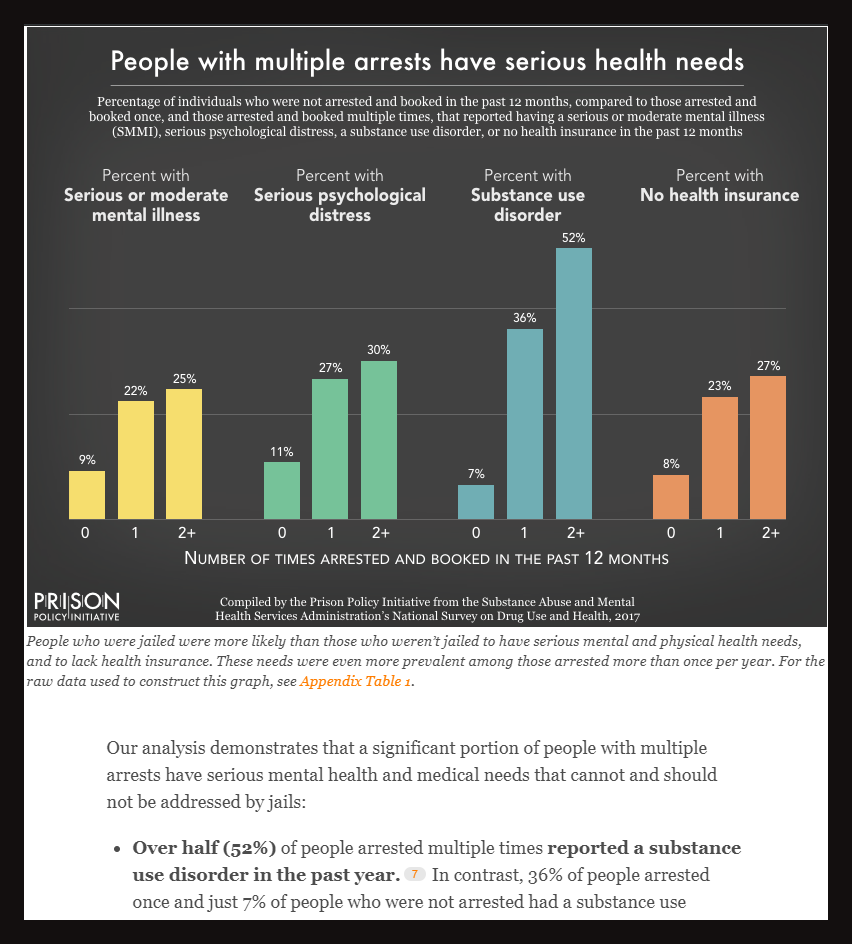 People with multiple arrests have serious health needs
Percentage of individuals who were not arrested and booked in the past 12 months, compared to those arrested and
booked once, and those arrested and booked multiple times, that reported having a serious or moderate mental illness
(SMMI), serious psychological distress, a substance use disorder, or no health insurance in the past 12 months
Percent with
Serious or moderate
mental illness
Percent with
Serious psychological
distress
Percent with
Substance use
disorder
Percent with
No health insurance
9%
22%
25%
11%
27%
30%
7%
36%
52%
8%
23%
27%
0 1 2+ 0 1 2+ 0 1 2+ 0 1 2+
NUMBER OF TIMES ARRESTED AND BOOKED IN THE PAST 12 MONTHS
PRISON
POLICY INITIATIVE
Compiled by the Prison Policy Initiative from the Substance Abuse and Mental
Health Services Administration's National Survey on Drug Use and Health, 2017
People who were jailed were more likely than those who weren't jailed to have serious mental and physical health needs,
and to lack health insurance. These needs were even more prevalent among those arrested more than once per year. For the
raw data used to construct this graph, see Appendix Table 1.
Our analysis demonstrates that a significant portion of people with multiple
arrests have serious mental health and medical needs that cannot and should
not be addressed by jails:
• Over half (52%) of people arrested multiple times reported a substance
use disorder in the past year. 7 In contrast, 36% of people arrested
once and just 7% of people who were not arrested had a substance use